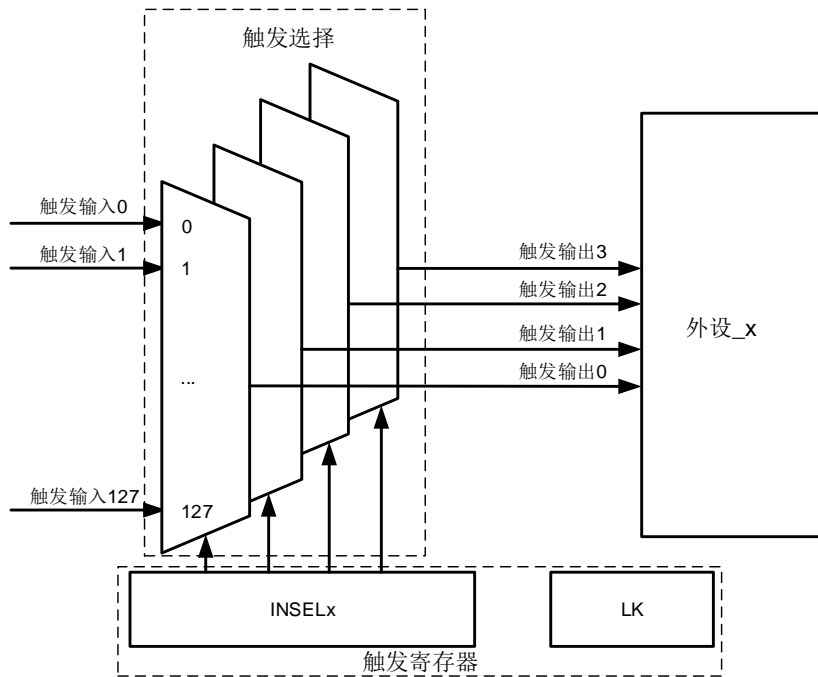 触发选择
触发输入0
0
触发输入1
1
触发输出3
触发输出2
外设_x
触发输出1
...
触发输出0
触发输入127
127
INSELx
LK
触发寄存器